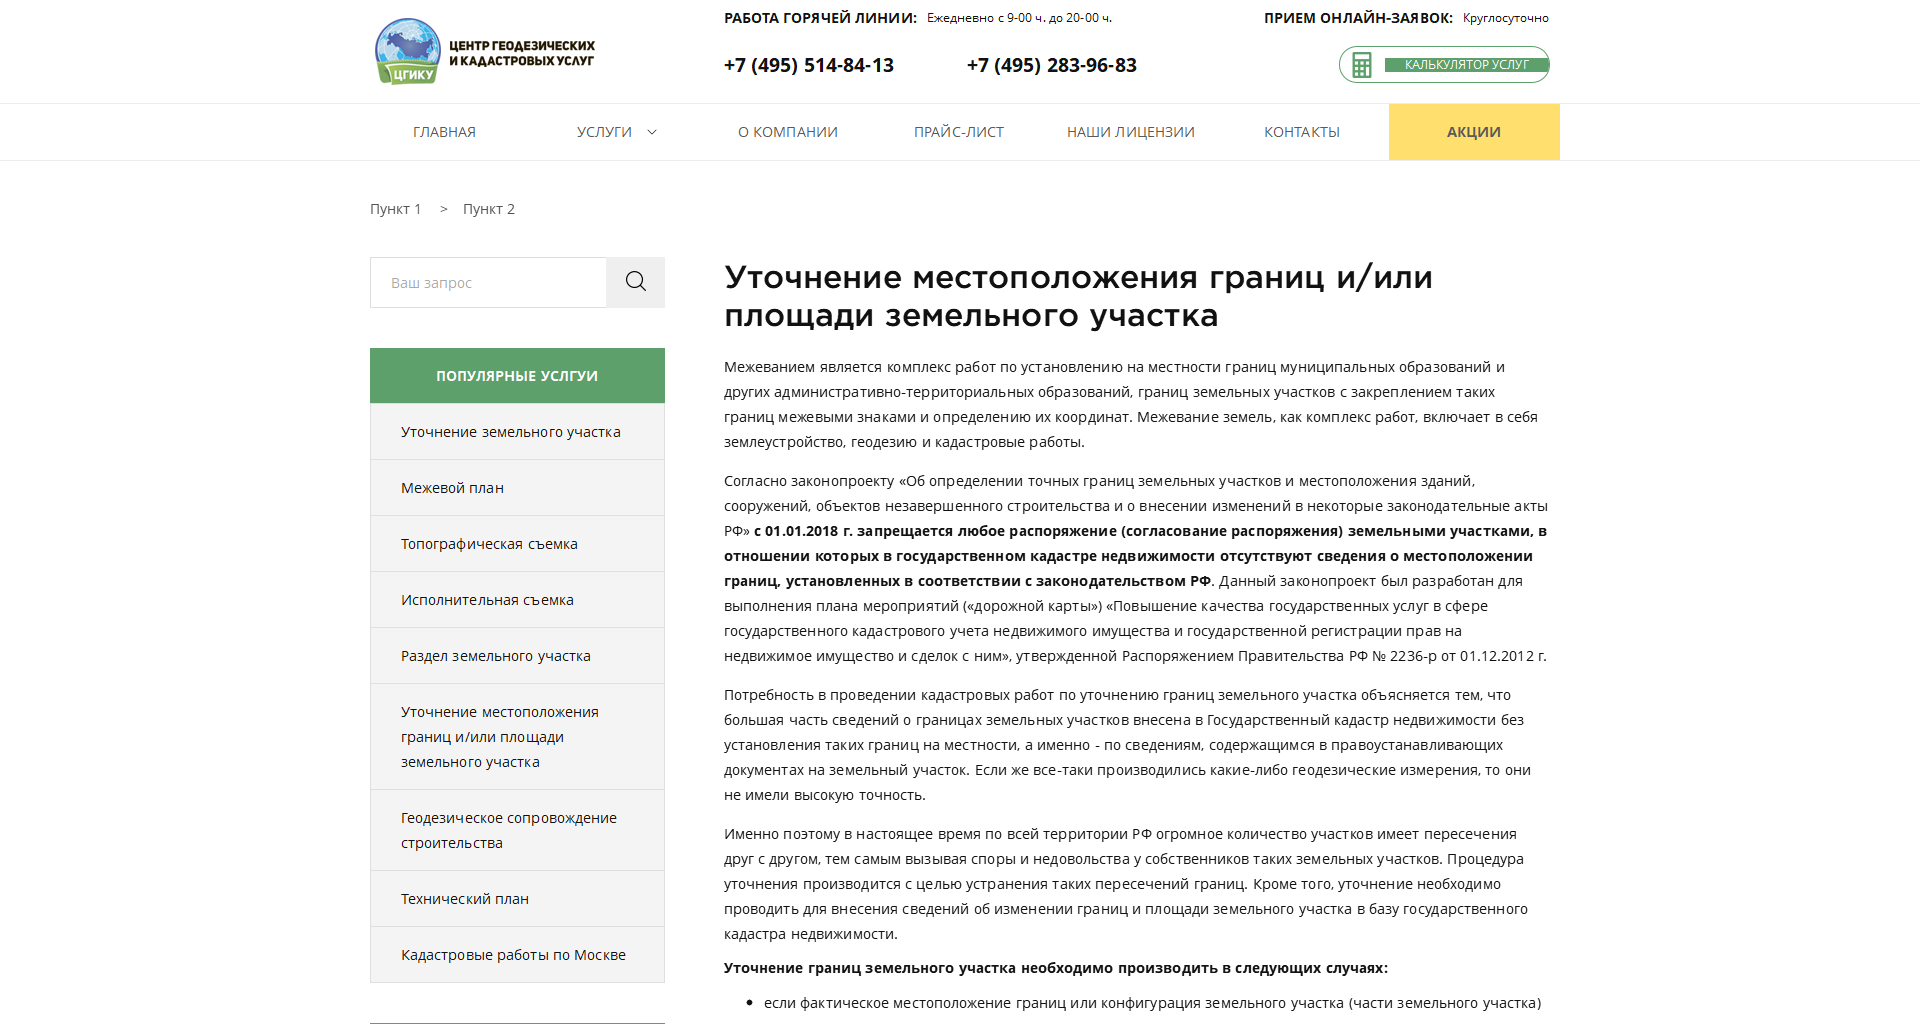 РАБОТА ГОРЯЧЕЙ ЛИНИИ: Ежедневно с 9-00 ч. до 20-00 ч.
ПРИЕМ ОНЛАЙН-ЗАЯВОК: Круглосуточно
ЦЕНТР ГЕОДЕЗИЧЕСКИХ
И КАДАСТРОВЫХ УСЛУГ
ЦГИКУ
+7 (495) 514-84-13
+7 (495) 283-96-83
КАЛЬКУЛЯТОР УСЛУГ
ГЛАВНАЯ
УСЛУГИ
О КОМПАНИИ
ПРАЙС-ЛИСТ
НАШИ ЛИЦЕНЗИИ
КОНТАКТЫ
АКЦИИ
Пункт 1 > Пункт 2
Ваш запрос
ПОПУЛЯРНЫЕ УСЛГУИ
Уточнение земельного участка
Межевой план
Топографическая съемка
Исполнительная съемка
Раздел земельного участка
Уточнение местоположения
границ и/или площади
земельного участка
Геодезическое сопровождение
строительства
Технический план
Кадастровые работы по Москве
Уточнение местоположения границ и/или
площади земельного участка
Межеванием является комплекс работ по установлению на местности границ муниципальных образований и
других административно-территориальных образований, границ земельных участков с закреплением таких
границ межевыми знаками и определению их координат. Межевание земель, как комплекс работ, включает в себя
землеустройство, геодезию и кадастровые работы.
Согласно законопроекту «Об определении точных границ земельных участков и местоположения зданий,
сооружений, объектов незавершенного строительства и о внесении изменений в некоторые законодательные акты
РФ» с 01.01.2018 г. запрещается любое распоряжение (согласование распоряжения) земельными участками, в
отношении которых в государственном кадастре недвижимости отсутствуют сведения о местоположении
границ, установленных в соответствии с законодательством РФ. Данный законопроект был разработан для
выполнения плана мероприятий («дорожной карты») «Повышение качества государственных услуг в сфере
государственного кадастрового учета недвижимого имущества и государственной регистрации прав на
недвижимое имущество и сделок с ним», утвержденной Распоряжением Правительства РФ № 2236-р от 01.12.2012 г.
Потребность в проведении кадастровых работ по уточнению границ земельного участка объясняется тем, что
большая часть сведений о границах земельных участков внесена в Государственный кадастр недвижимости без
установления таких границ на местности, а именно - по сведениям, содержащимся в правоустанавливающих
документах на земельный участок. Если же все-таки производились какие-либо геодезические измерения, то они
не имели высокую точность.
Именно поэтому в настоящее время по всей территории РФ огромное количество участков имеет пересечения
друг с другом, тем самым вызывая споры и недовольства у собственников таких земельных участков. Процедура
уточнения производится с целью устранения таких пересечений границ. Кроме того, уточнение необходимо
проводить для внесения сведений об изменении границ и площади земельного участка в базу государственного
кадастра недвижимости.
Уточнение границ земельного участка необходимо производить в следующих случаях:
• если фактическое местоположение границ или конфигурация земельного участка (части земельного участка)